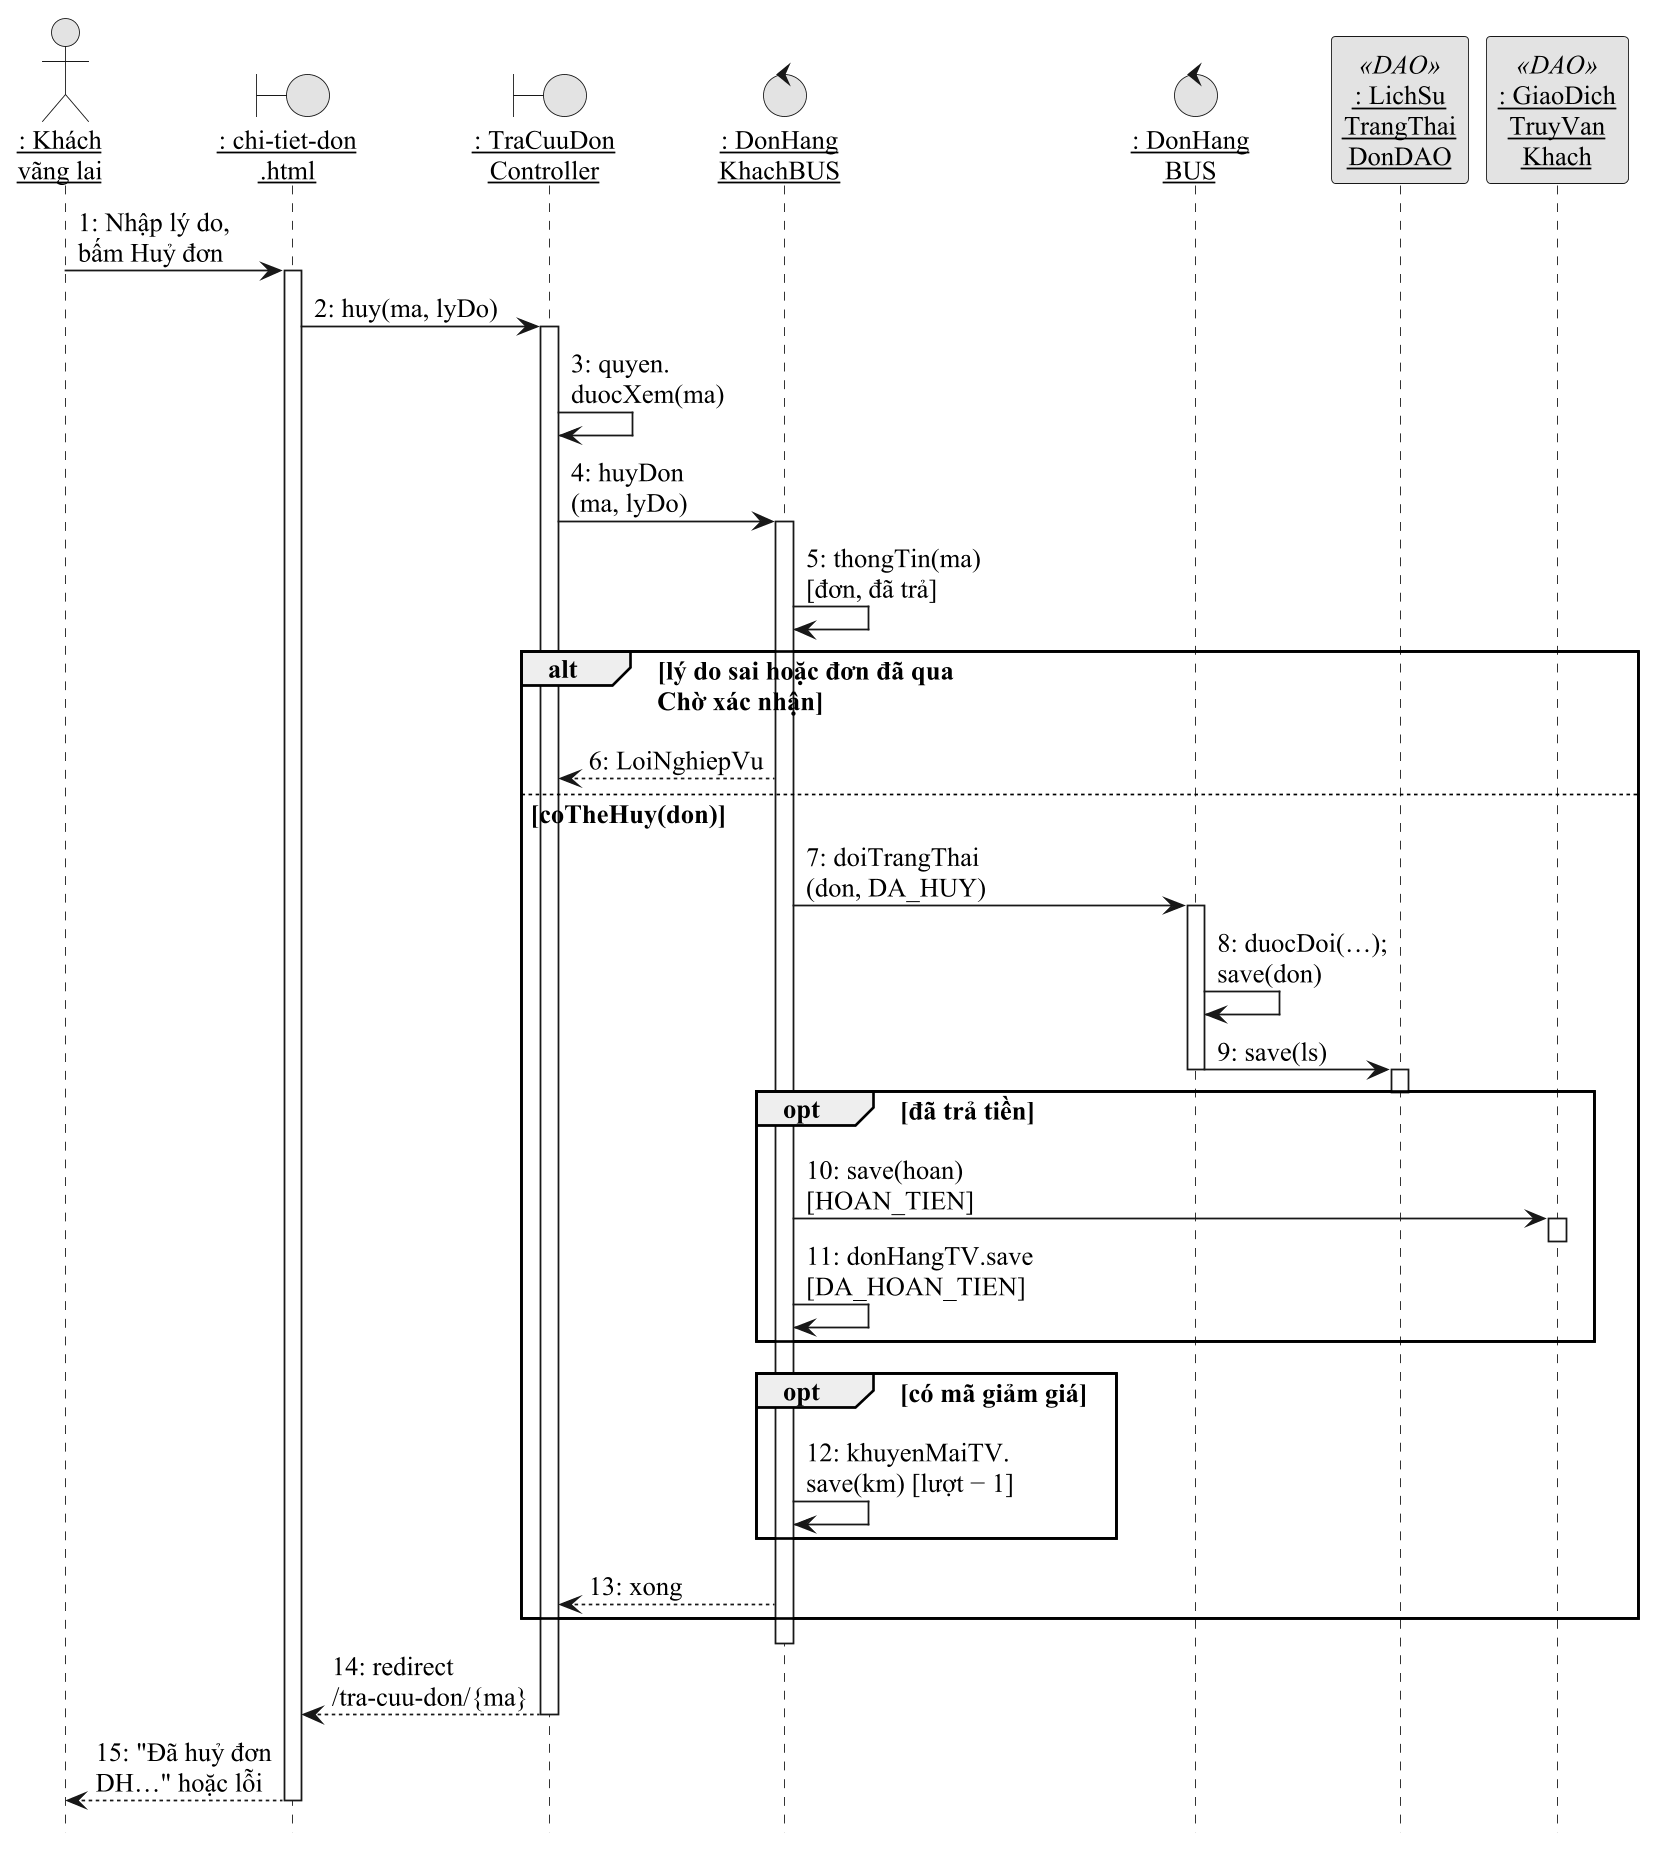 : Khách
vãng lai
: chi-tiet-don
.html
: TraCuuDon
Controller
: DonHang
KhachBUS
: DonHang
BUS
«DAO»
: LichSu
TrangThai
DonDAO
«DAO»
: GiaoDich
TruyVan
Khach
1: Nhập lý do,
bấm Huỷ đơn
2: huy(ma, lyDo)
3: quyen.
duocXem(ma)
4: huyDon
(ma, lyDo)
5: thongTin(ma)
[đơn, đã trả]
alt
[lý do sai hoặc đơn đã qua
Chờ xác nhận]
6: LoiNghiepVu
[coTheHuy(don)]
7: doiTrangThai
(don, DA_HUY)
8: duocDoi(…);
save(don)
9: save(ls)
opt
[đã trả tiền]
10: save(hoan)
[HOAN_TIEN]
11: donHangTV.save
[DA_HOAN_TIEN]
opt
[có mã giảm giá]
12: khuyenMaiTV.
save(km) [lượt − 1]
13: xong
14: redirect
/tra-cuu-don/{ma}
15: "Đã huỷ đơn
DH…" hoặc lỗi